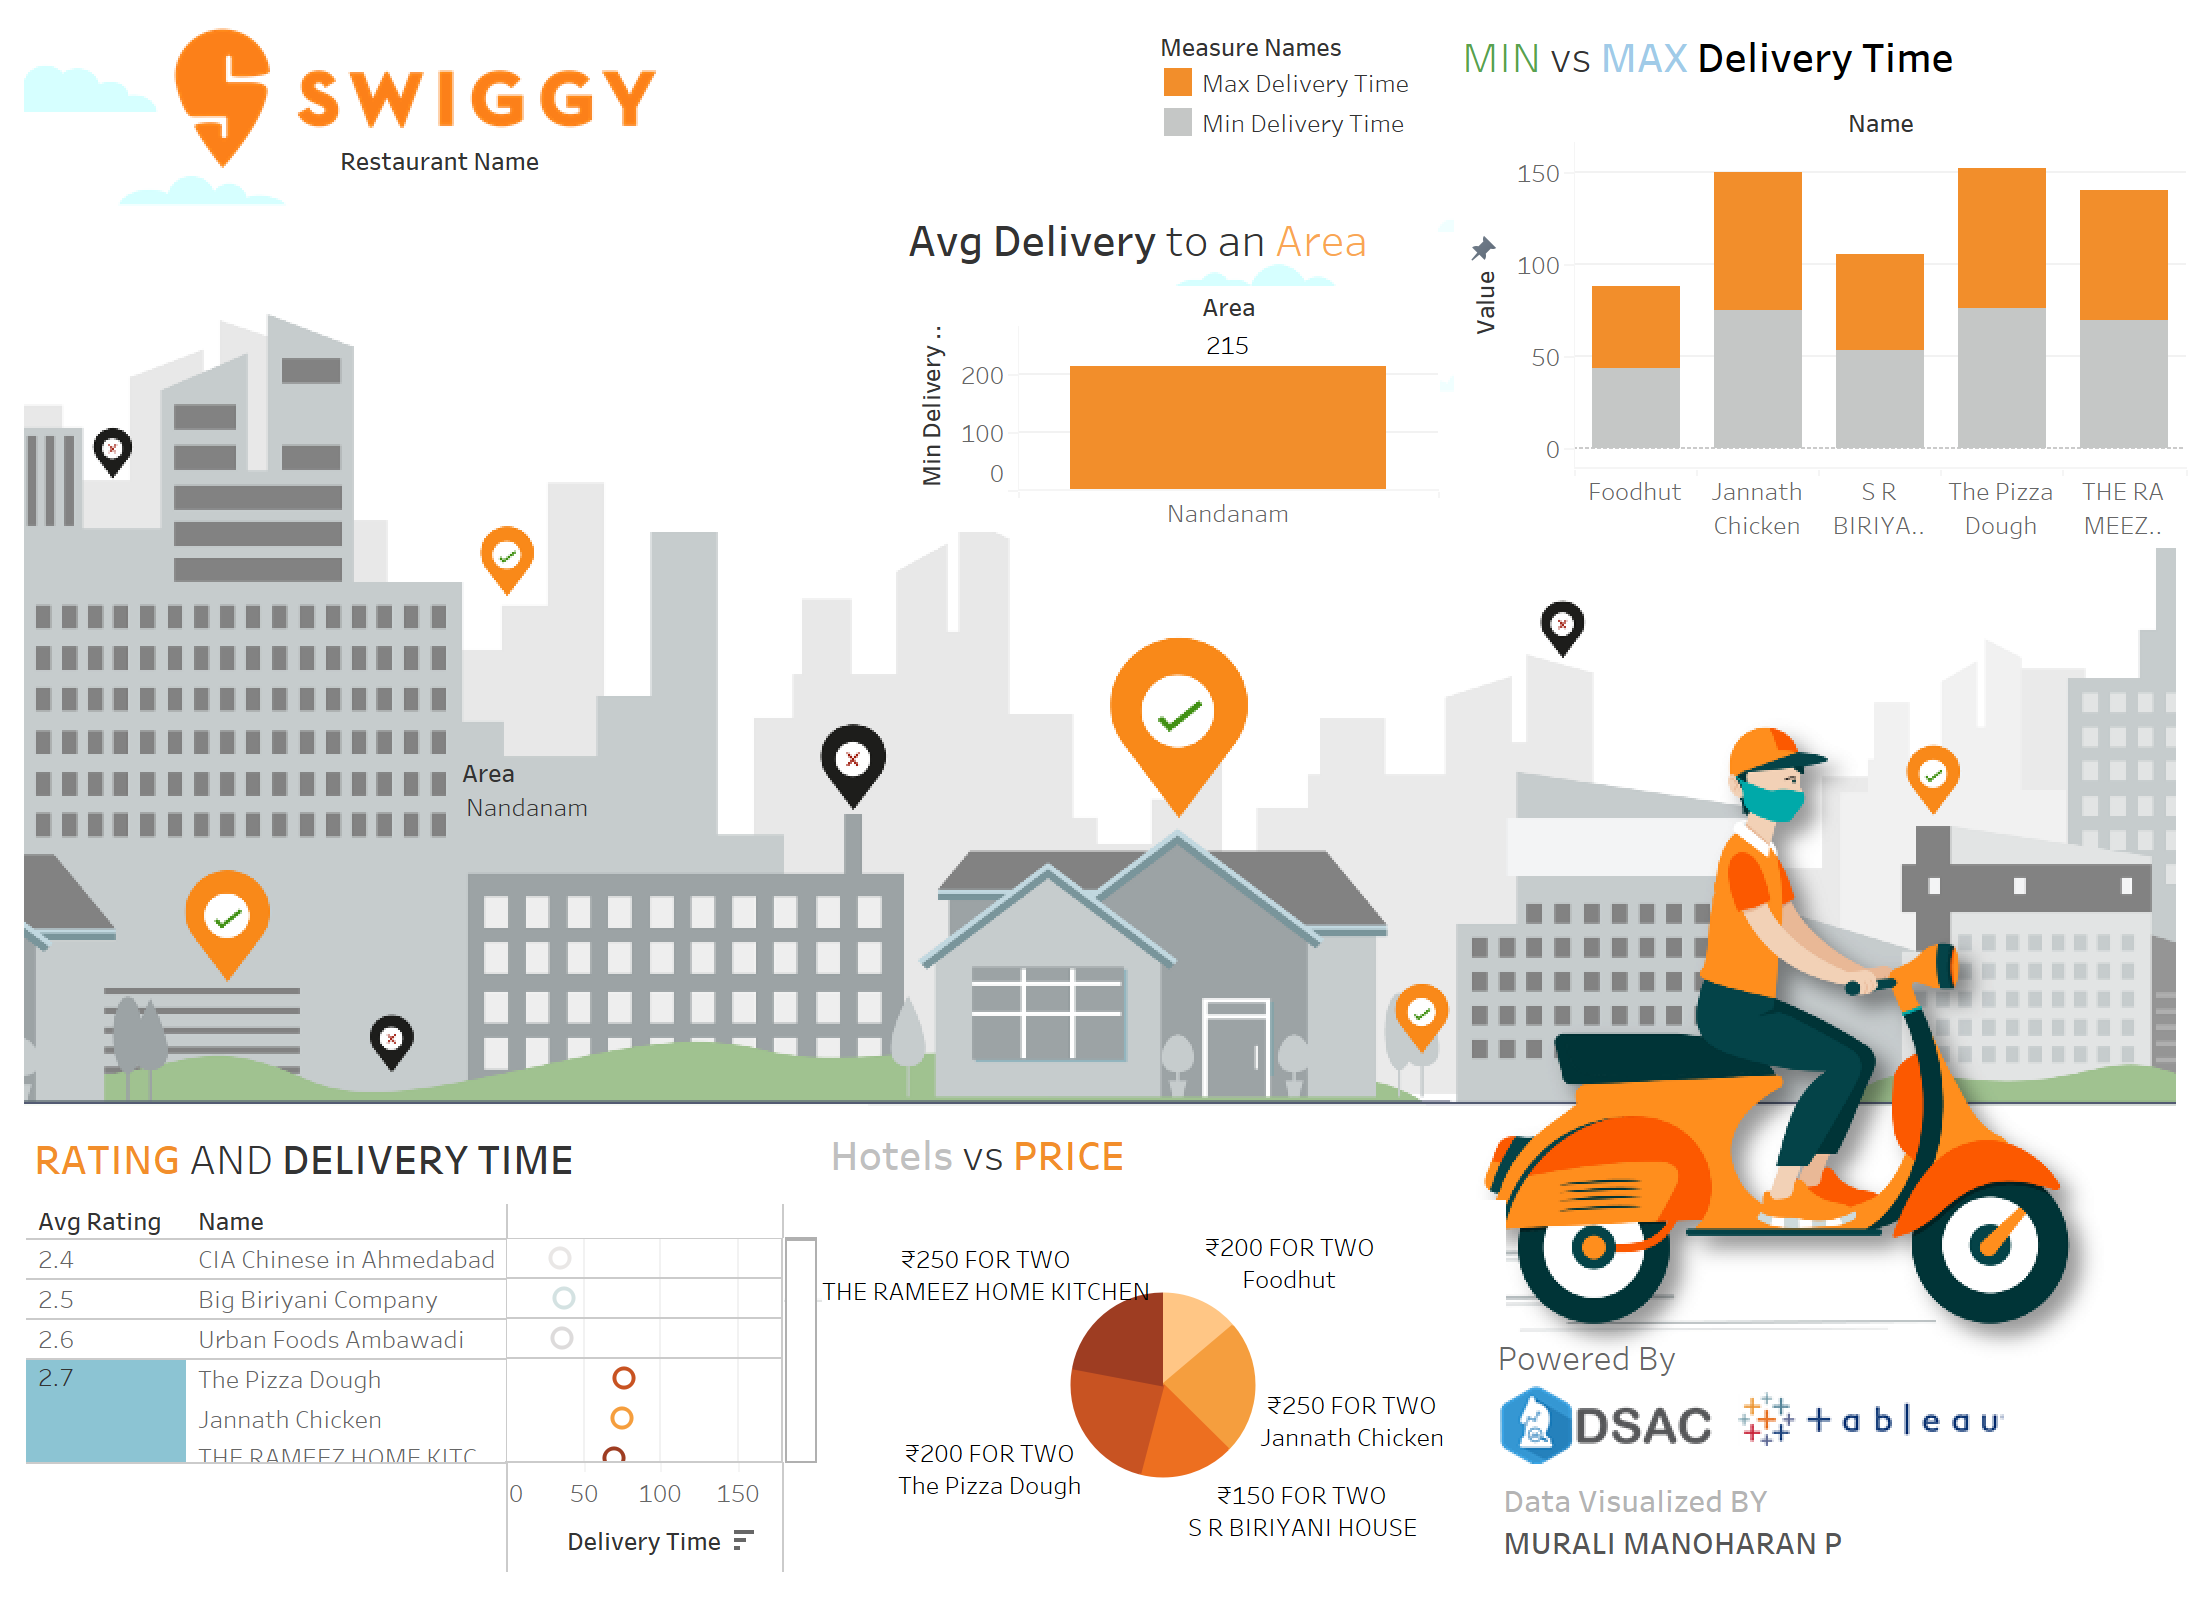 SWIGGY
Restaurant Name
Measure Names
Max Delivery Time
Min Delivery Time
MIN vs MAX Delivery Time
Name
Value
150
100
50
0
Foodhut
Jannath
Chicken
S R
BIRIYA..
The Pizza
Dough
THE RA
MEEZ..
Avg Delivery to an Area
Area
215
Min Delivery ..
200
100
0
Nandanam
Area
Nandanam
RATING AND DELIVERY TIME
Avg Rating Name
2.4 CIA Chinese in Ahmedabad
2.5 Big Biriyani Company
2.6 Urban Foods Ambawadi
2.7 The Pizza Dough
Jannath Chicken
THE RAMEEZ HOME KITC
0 50 100 150
Delivery Time
Hotels vs PRICE
₹250 FOR TWO
THE RAMEEZ HOME KITCHEN
₹200 FOR TWO
Foodhut
₹250 FOR TWO
Jannath Chicken
₹200 FOR TWO
The Pizza Dough
₹150 FOR TWO
S R BIRIYANI HOUSE
Powered By
DSAC
+ableau
Data Visualized BY
MURALI MANOHARAN P